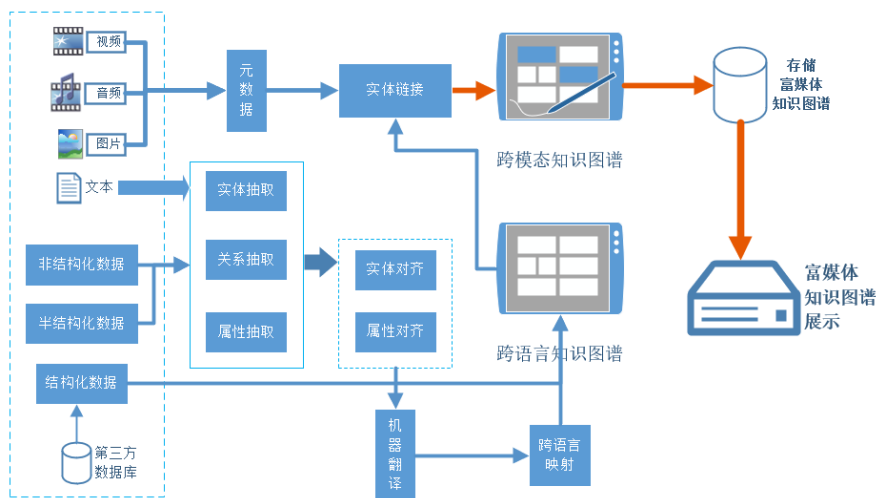 视频
音频
图片
文本
非结构化数据
半结构化数据
结构化数据
第三方
数据库
元
数
据
实体抽取
关系抽取
属性抽取
实体链接
实体对齐
属性对齐
机
器
翻
译
跨语言
映射
跨模态知识图谱
跨语言知识图谱
存储
富媒体
知识图谱
富媒体
知识图谱
展示